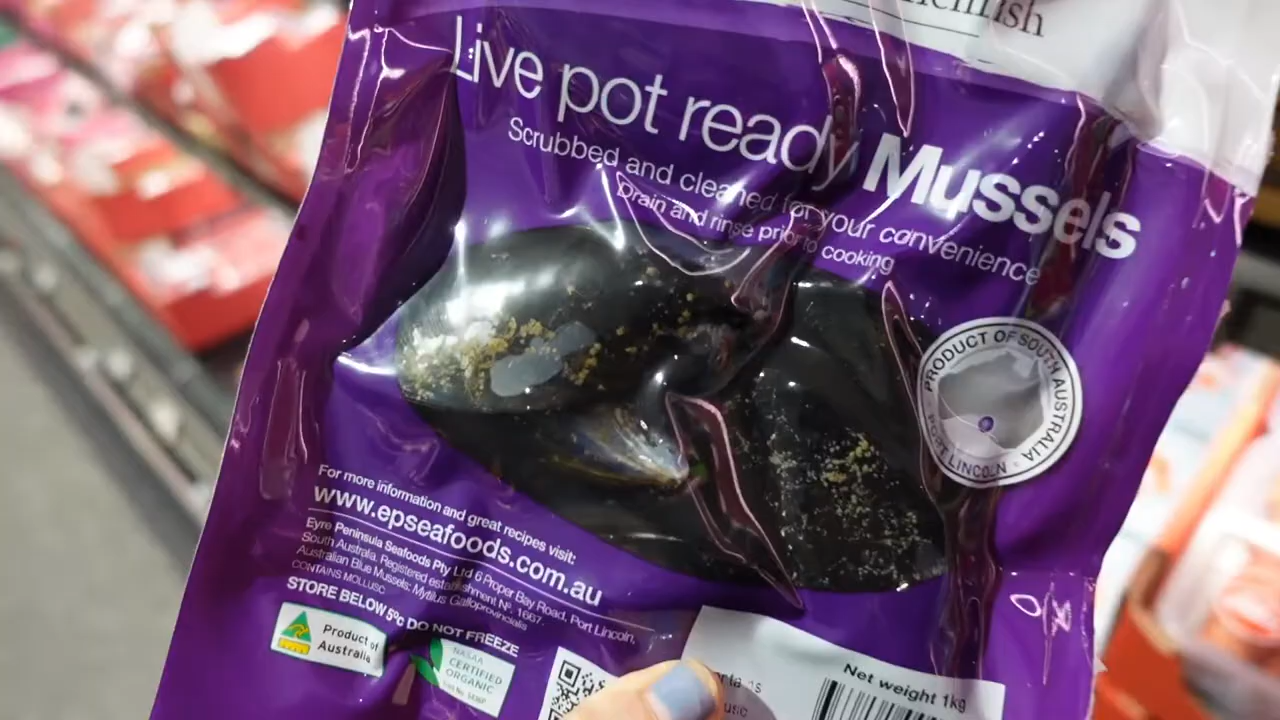 Live pot ready Mussels
Scrubbed and cleaned for your convenience
Drain and rinse prior to cooking
PRODUCT OF SOUTH AUSTRALIA
PORT LINCOLN
For more information and great recipes visit:
www.epseafoods.com.au
Eyre Peninsula Seafoods Pty Ltd 6 Proper Bay Road, Port Lincoln,
South Australia. Registered establishment Nº. 1667.
Australian Blue Mussels: Mytilus Galloprovincialis
CONTAINS MOLLUSC
STORE BELOW 5ºc DO NOT FREEZE
Product of
Australia
NASAA
CERTIFIED
ORGANIC
Net weight 1kg